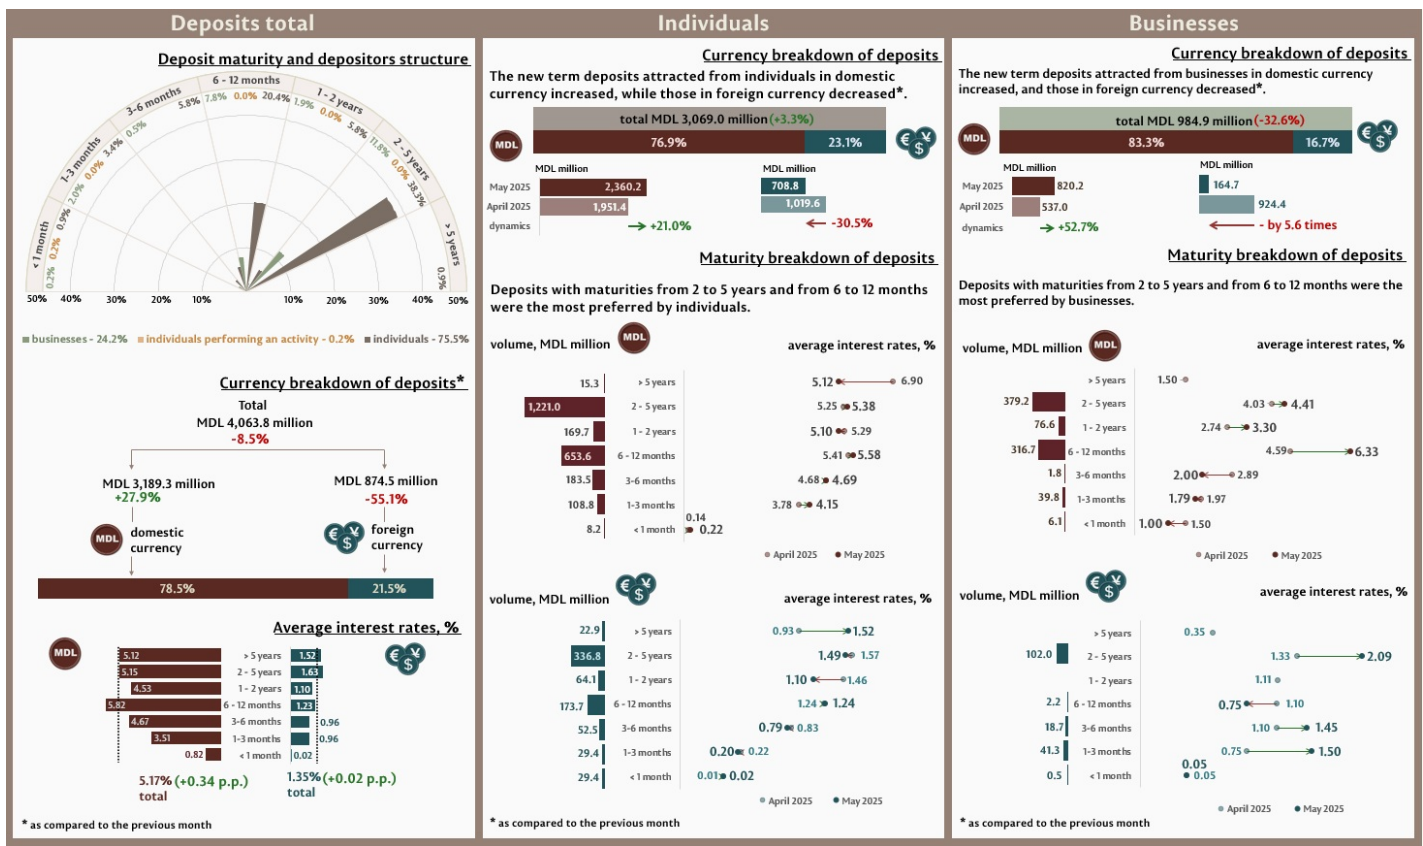 Deposits total
Deposit maturity and depositors structure
< 1 month
1-3 months
3-6 months
6 - 12 months
1 - 2 years
2 - 5 years
> 5 years
0.2% 0.2% 0.9%
2.0% 0.0% 3.4%
0.5% 5.8%
7.8% 0.0% 20.4%
1.9% 0.0% 5.8%
11.8% 0.0% 38.3%
0.9%
50% 40% 30% 20% 10% 10% 20% 30% 40% 50%
businesses - 24.2% individuals performing an activity - 0.2% individuals - 75.5%
Currency breakdown of deposits*
Total
MDL 4,063.8 million
-8.5%
MDL 3,189.3 million
+27.9%
MDL 874.5 million
-55.1%
MDL
domestic
currency
€ ¥ $
foreign
currency
78.5% 21.5%
Average interest rates, %
MDL
€ ¥ $
5.12 > 5 years 1.52
5.15 2 - 5 years 1.63
4.53 1 - 2 years 1.10
5.82 6 - 12 months 1.23
4.67 3-6 months 0.96
3.51 1-3 months 0.96
0.82 < 1 month 0.02
5.17% (+0.34 p.p.)
total
1.35% (+0.02 p.p.)
total
* as compared to the previous month
Individuals
Currency breakdown of deposits
The new term deposits attracted from individuals in domestic
currency increased, while those in foreign currency decreased*.
total MDL 3,069.0 million (+3.3%)
MDL
76.9% 23.1%
€ ¥ $
MDL million MDL million
May 2025 2,360.2 708.8
April 2025 1,951.4 1,019.6
dynamics +21.0% -30.5%
Maturity breakdown of deposits
Deposits with maturities from 2 to 5 years and from 6 to 12 months
were the most preferred by individuals.
volume, MDL million MDL average interest rates, %
15.3 > 5 years 5.12 6.90
1,221.0 2 - 5 years 5.25 5.38
169.7 1 - 2 years 5.10 5.29
653.6 6 - 12 months 5.41 5.58
183.5 3-6 months 4.68 4.69
108.8 1-3 months 3.78 4.15
8.2 < 1 month 0.14 0.22
April 2025 May 2025
volume, MDL million € ¥ $ average interest rates, %
22.9 > 5 years 0.93 1.52
336.8 2 - 5 years 1.49 1.57
64.1 1 - 2 years 1.10 1.46
173.7 6 - 12 months 1.24 1.24
52.5 3-6 months 0.79 0.83
29.4 1-3 months 0.20 0.22
29.4 < 1 month 0.01 0.02
April 2025 May 2025
* as compared to the previous month
Businesses
Currency breakdown of deposits
The new term deposits attracted from businesses in domestic currency
increased, and those in foreign currency decreased*.
total MDL 984.9 million (-32.6%)
MDL
83.3% 16.7%
€ ¥ $
MDL million MDL million
May 2025 820.2 164.7
April 2025 537.0 924.4
dynamics +52.7% - by 5.6 times
Maturity breakdown of deposits
Deposits with maturities from 2 to 5 years and from 6 to 12 months were the
most preferred by businesses.
volume, MDL million MDL average interest rates, %
> 5 years 1.50
379.2 2 - 5 years 4.03 4.41
76.6 1 - 2 years 2.74 3.30
316.7 6 - 12 months 4.59 6.33
1.8 3-6 months 2.00 2.89
39.8 1-3 months 1.79 1.97
6.1 < 1 month 1.00 1.50
April 2025 May 2025
volume, MDL million € ¥ $ average interest rates, %
> 5 years 0.35
102.0 2 - 5 years 1.33 2.09
1 - 2 years 1.11
2.2 6 - 12 months 0.75 1.10
18.7 3-6 months 1.10 1.45
41.3 1-3 months 0.75 1.50
0.5 < 1 month 0.05 0.05
April 2025 May 2025
* as compared to the previous month